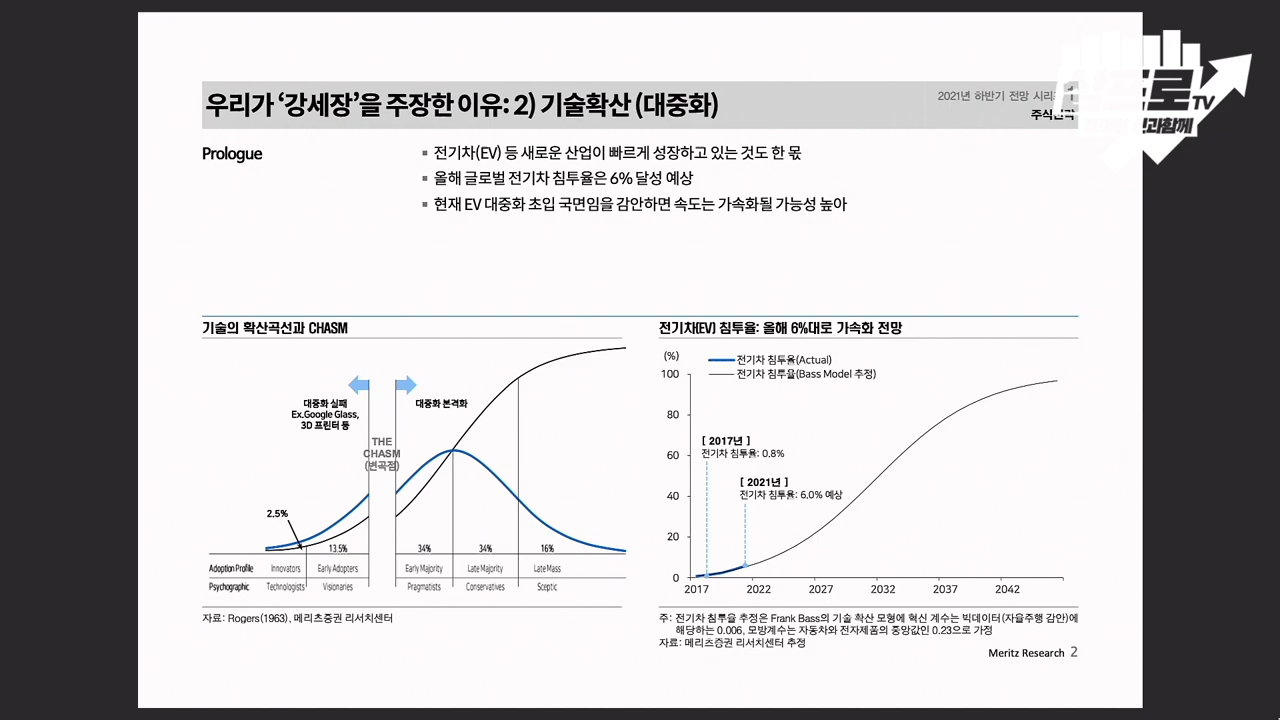 우리가 ‘강세장’을 주장한 이유: 2) 기술확산 (대중화)
2021년 하반기 전망 시리즈 1
주식전략
프로TV
과함께
Prologue
▪ 전기차(EV) 등 새로운 산업이 빠르게 성장하고 있는 것도 한 몫
▪ 올해 글로벌 전기차 침투율은 6% 달성 예상
▪ 현재 EV 대중화 초입 국면임을 감안하면 속도는 가속화될 가능성 높아
기술의 확산곡선과 CHASM
대중화 실패
Ex.Google Glass,
3D 프린터 등
대중화 본격화
THE
CHASM
(변곡점)
2.5%
13.5%
34%
34%
16%
Adoption Profile
Innovators
Early Adopters
Early Majority
Late Majority
Late Mass
Psychographic
Technologists
Visionaries
Pragmatists
Conservatives
Sceptic
자료: Rogers(1963), 메리츠증권 리서치센터
전기차(EV) 침투율: 올해 6%대로 가속화 전망
(%)
전기차 침투율(Actual)
전기차 침투율(Bass Model 추정)
100
80
60
40
20
0
[ 2017년 ]
전기차 침투율: 0.8%
[ 2021년 ]
전기차 침투율: 6.0% 예상
2017
2022
2027
2032
2037
2042
주: 전기차 침투율 추정은 Frank Bass의 기술 확산 모형에 혁신 계수는 빅데이터(자율주행 감안)에
해당하는 0.006, 모방계수는 자동차와 전자제품의 중앙값인 0.23으로 가정
자료: 메리츠증권 리서치센터 추정
Meritz Research 2